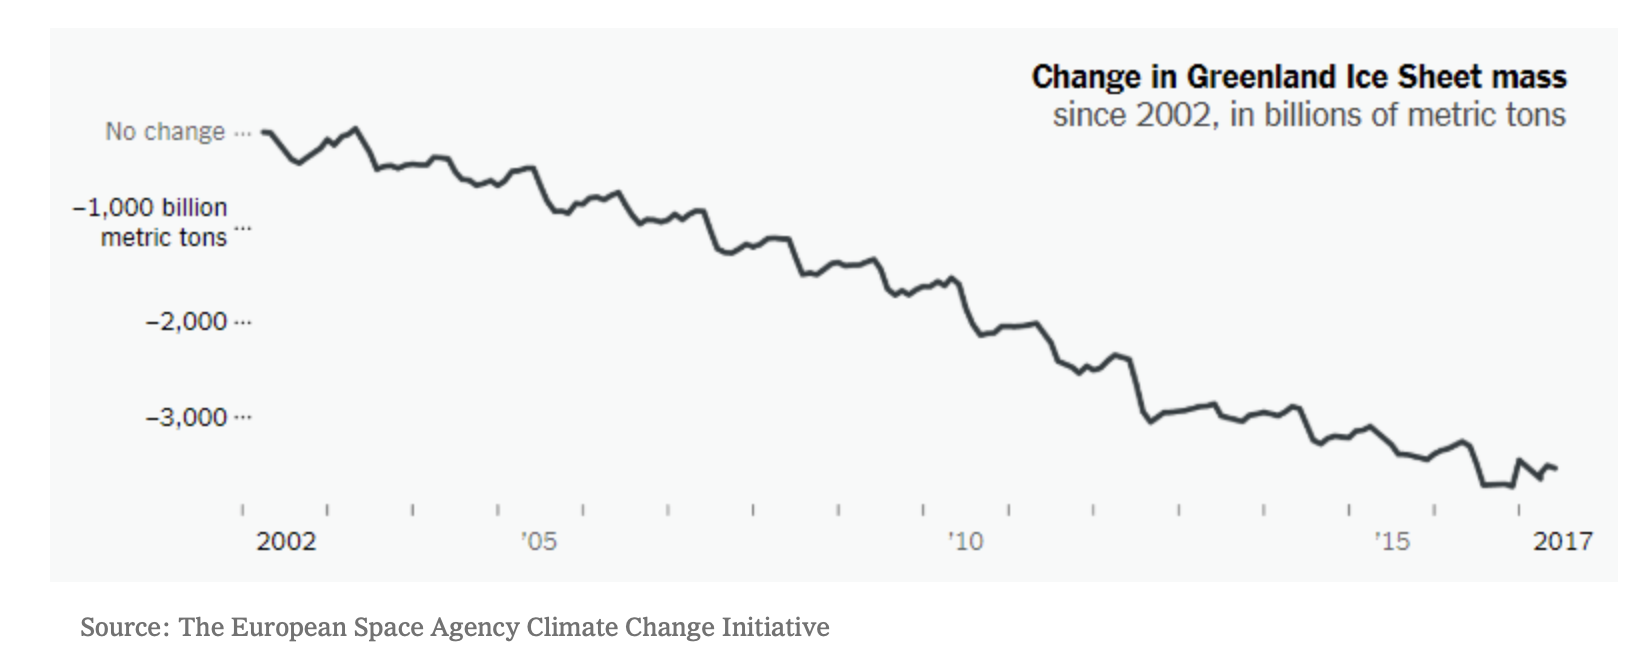 Change in Greenland Ice Sheet mass
since 2002, in billions of metric tons
No change ...
−1,000 billion
metric tons ...
−2,000 ...
−3,000 ...
2002 ’05 ’10 ’15 2017
Source: The European Space Agency Climate Change Initiative